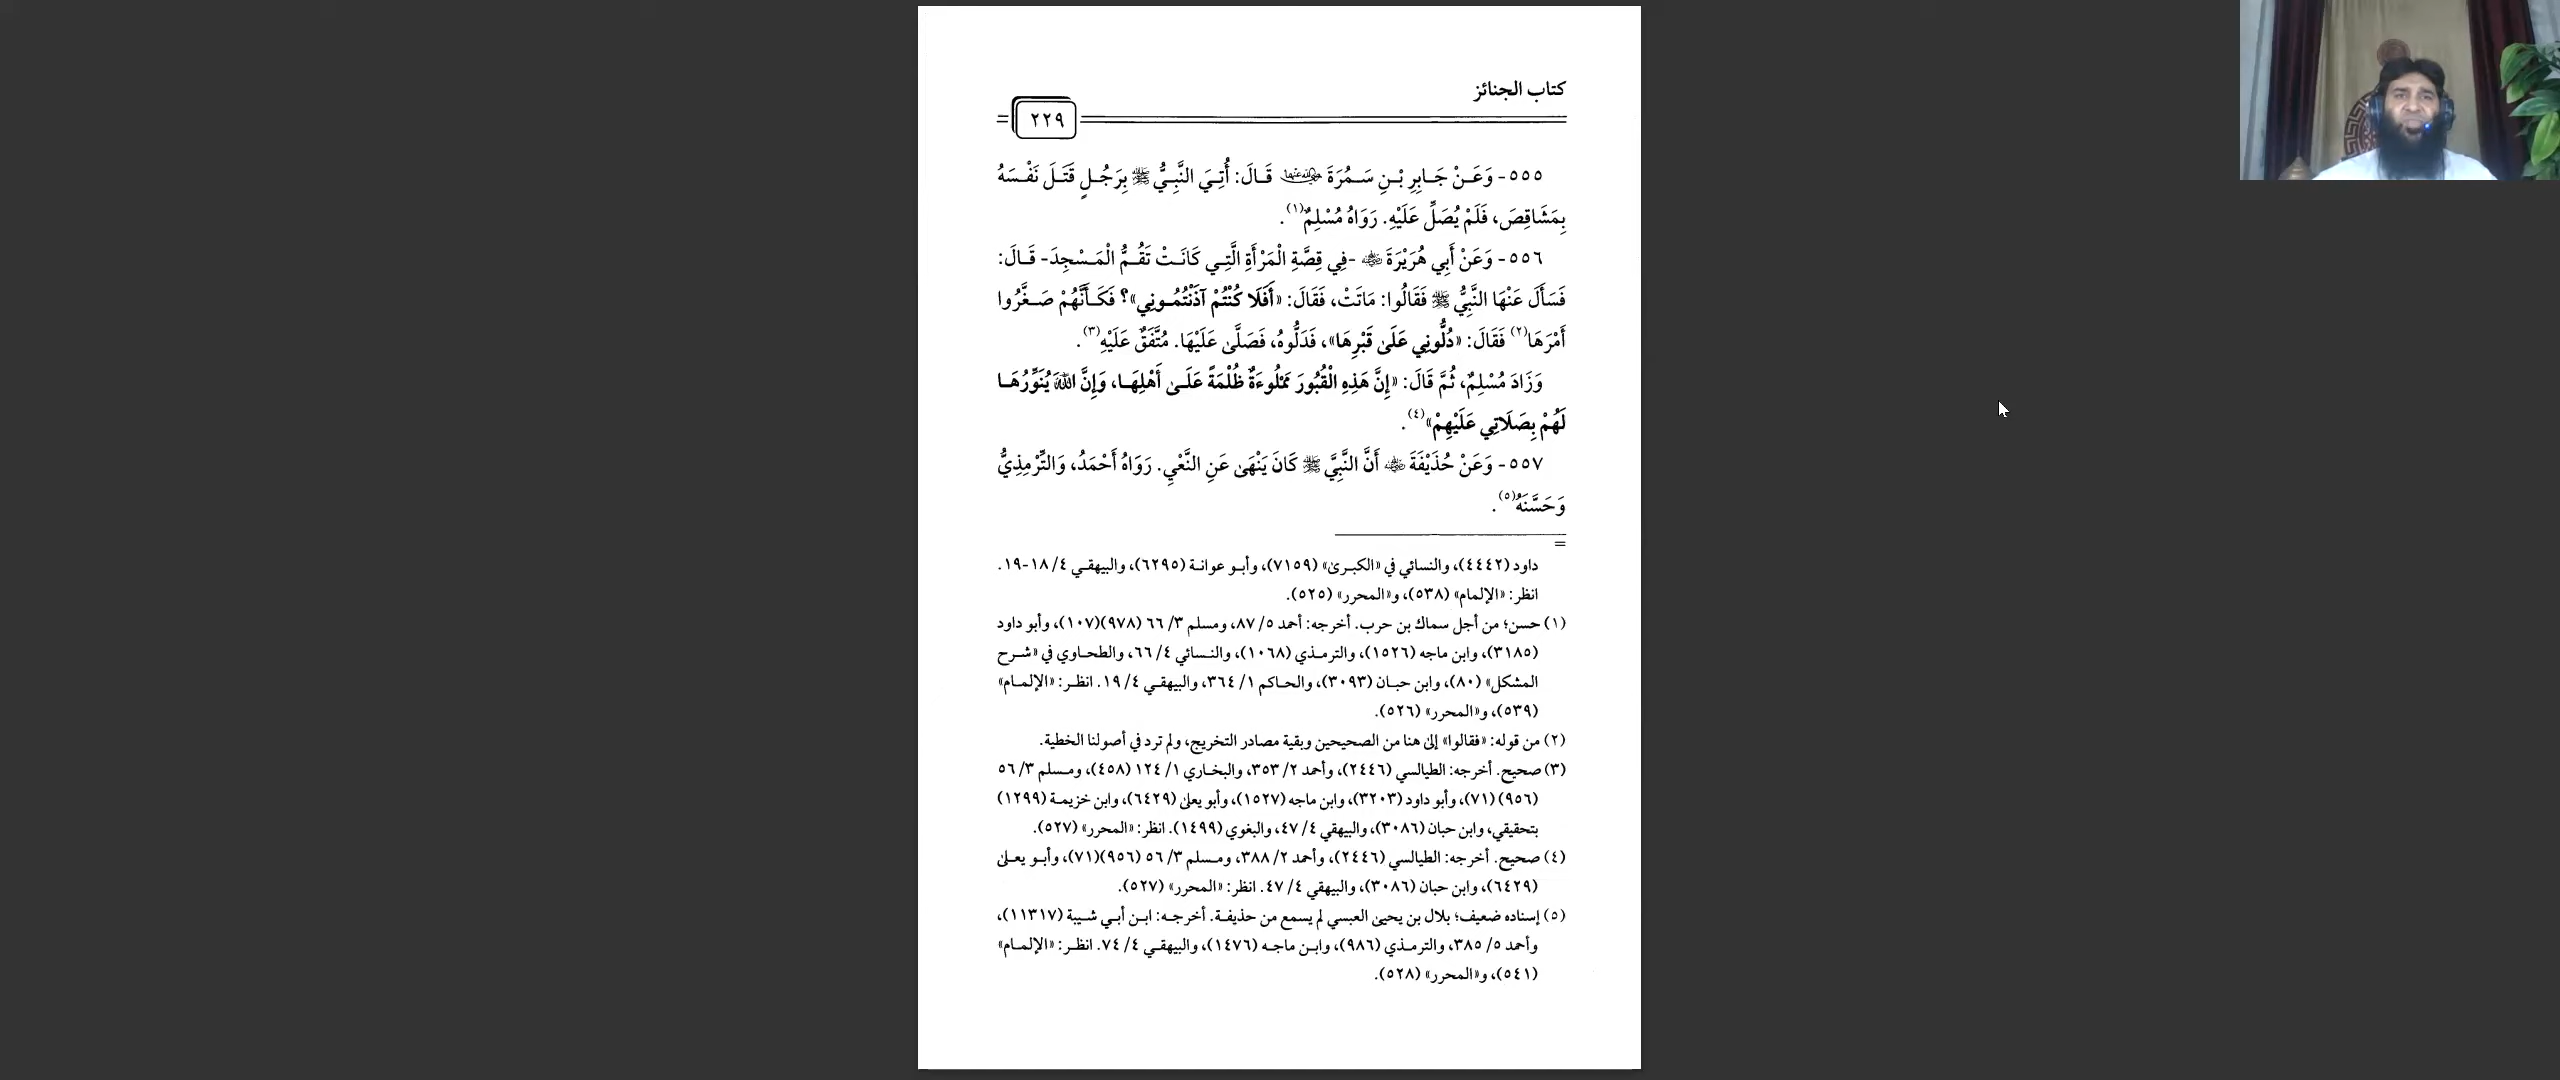 كتاب الجنائز
٢٢٩
٥٥٥- وَعَنْ جَابِرِ بْنِ سَمُرَةَ رضي الله عنهما قَالَ: أُتِيَ النَّبِيُّ ﷺ بِرَجُلٍ قَتَلَ نَفْسَهُ
بِمَشَاقِصَ، فَلَمْ يُصَلِّ عَلَيْهِ. رَوَاهُ مُسْلِمٌ(١).
٥٥٦- وَعَنْ أَبِي هُرَيْرَةَ رضي الله عنه -فِي قِصَّةِ الْمَرْأَةِ الَّتِي كَانَتْ تَقُمُّ الْمَسْجِدَ- قَالَ:
فَسَأَلَ عَنْهَا النَّبِيُّ ﷺ فَقَالُوا: مَاتَتْ، فَقَالَ: «أَفَلَا كُنْتُمْ آذَنْتُمُونِي»؟ فَكَأَنَّهُمْ صَغَّرُوا
أَمْرَهَا(٢) فَقَالَ: «دُلُّونِي عَلَى قَبْرِهَا»، فَدَلُّوهُ، فَصَلَّى عَلَيْهَا. مُتَّفَقٌ عَلَيْهِ(٣).
وَزَادَ مُسْلِمٌ، ثُمَّ قَالَ: «إِنَّ هَذِهِ الْقُبُورَ مَمْلُوءَةٌ ظُلْمَةً عَلَى أَهْلِهَا، وَإِنَّ اللهَ يُنَوِّرُهَا
لَهُمْ بِصَلَاتِي عَلَيْهِمْ»(٤).
٥٥٧- وَعَنْ حُذَيْفَةَ رضي الله عنه أَنَّ النَّبِيَّ ﷺ كَانَ يَنْهَى عَنِ النَّعْيِ. رَوَاهُ أَحْمَدُ، وَالتِّرْمِذِيُّ
وَحَسَّنَهُ(٥).
=
داود (٤٤٤٢)، والنسائي في «الكبرى» (٧١٥٩)، وأبو عوانة (٦٢٩٥)، والبيهقي ٤/ ١٨-١٩.
انظر: «الإلمام» (٥٣٨)، و«المحرر» (٥٢٥).
(١) حسن؛ من أجل سماك بن حرب. أخرجه: أحمد ٥/ ٨٧، ومسلم ٣/ ٦٦ (٩٧٨)(١٠٧)، وأبو داود
(٣١٨٥)، وابن ماجه (١٥٢٦)، والترمذي (١٠٦٨)، والنسائي ٤/ ٦٦، والطحاوي في «شرح
المشكل» (٨٠)، وابن حبان (٣٠٩٣)، والحاكم ١/ ٣٦٤، والبيهقي ٤/ ١٩. انظر: «الإلمام»
(٥٣٩)، و«المحرر» (٥٢٦).
(٢) من قوله: «فقالوا» إلى هنا من الصحيحين وبقية مصادر التخريج، ولم ترد في أصولنا الخطية.
(٣) صحيح. أخرجه: الطيالسي (٢٤٤٦)، وأحمد ٢/ ٣٥٣، والبخاري ١/ ١٢٤ (٤٥٨)، ومسلم ٣/ ٥٦
(٩٥٦) (٧١)، وأبو داود (٣٢٠٣)، وابن ماجه (١٥٢٧)، وأبو يعلى (٦٤٢٩)، وابن خزيمة (١٢٩٩)
بتحقيقي، وابن حبان (٣٠٨٦)، والبيهقي ٤/ ٤٧، والبغوي (١٤٩٩). انظر: «المحرر» (٥٢٧).
(٤) صحيح. أخرجه: الطيالسي (٢٤٤٦)، وأحمد ٢/ ٣٨٨، ومسلم ٣/ ٥٦ (٩٥٦)(٧١)، وأبو يعلى
(٦٤٢٩)، وابن حبان (٣٠٨٦)، والبيهقي ٤/ ٤٧. انظر: «المحرر» (٥٢٧).
(٥) إسناده ضعيف؛ بلال بن يحيى العبسي لم يسمع من حذيفة. أخرجه: ابن أبي شيبة (١١٣١٧)،
وأحمد ٥/ ٣٨٥، والترمذي (٩٨٦)، وابن ماجه (١٤٧٦)، والبيهقي ٤/ ٧٤. انظر: «الإلمام»
(٥٤١)، و«المحرر» (٥٢٨).